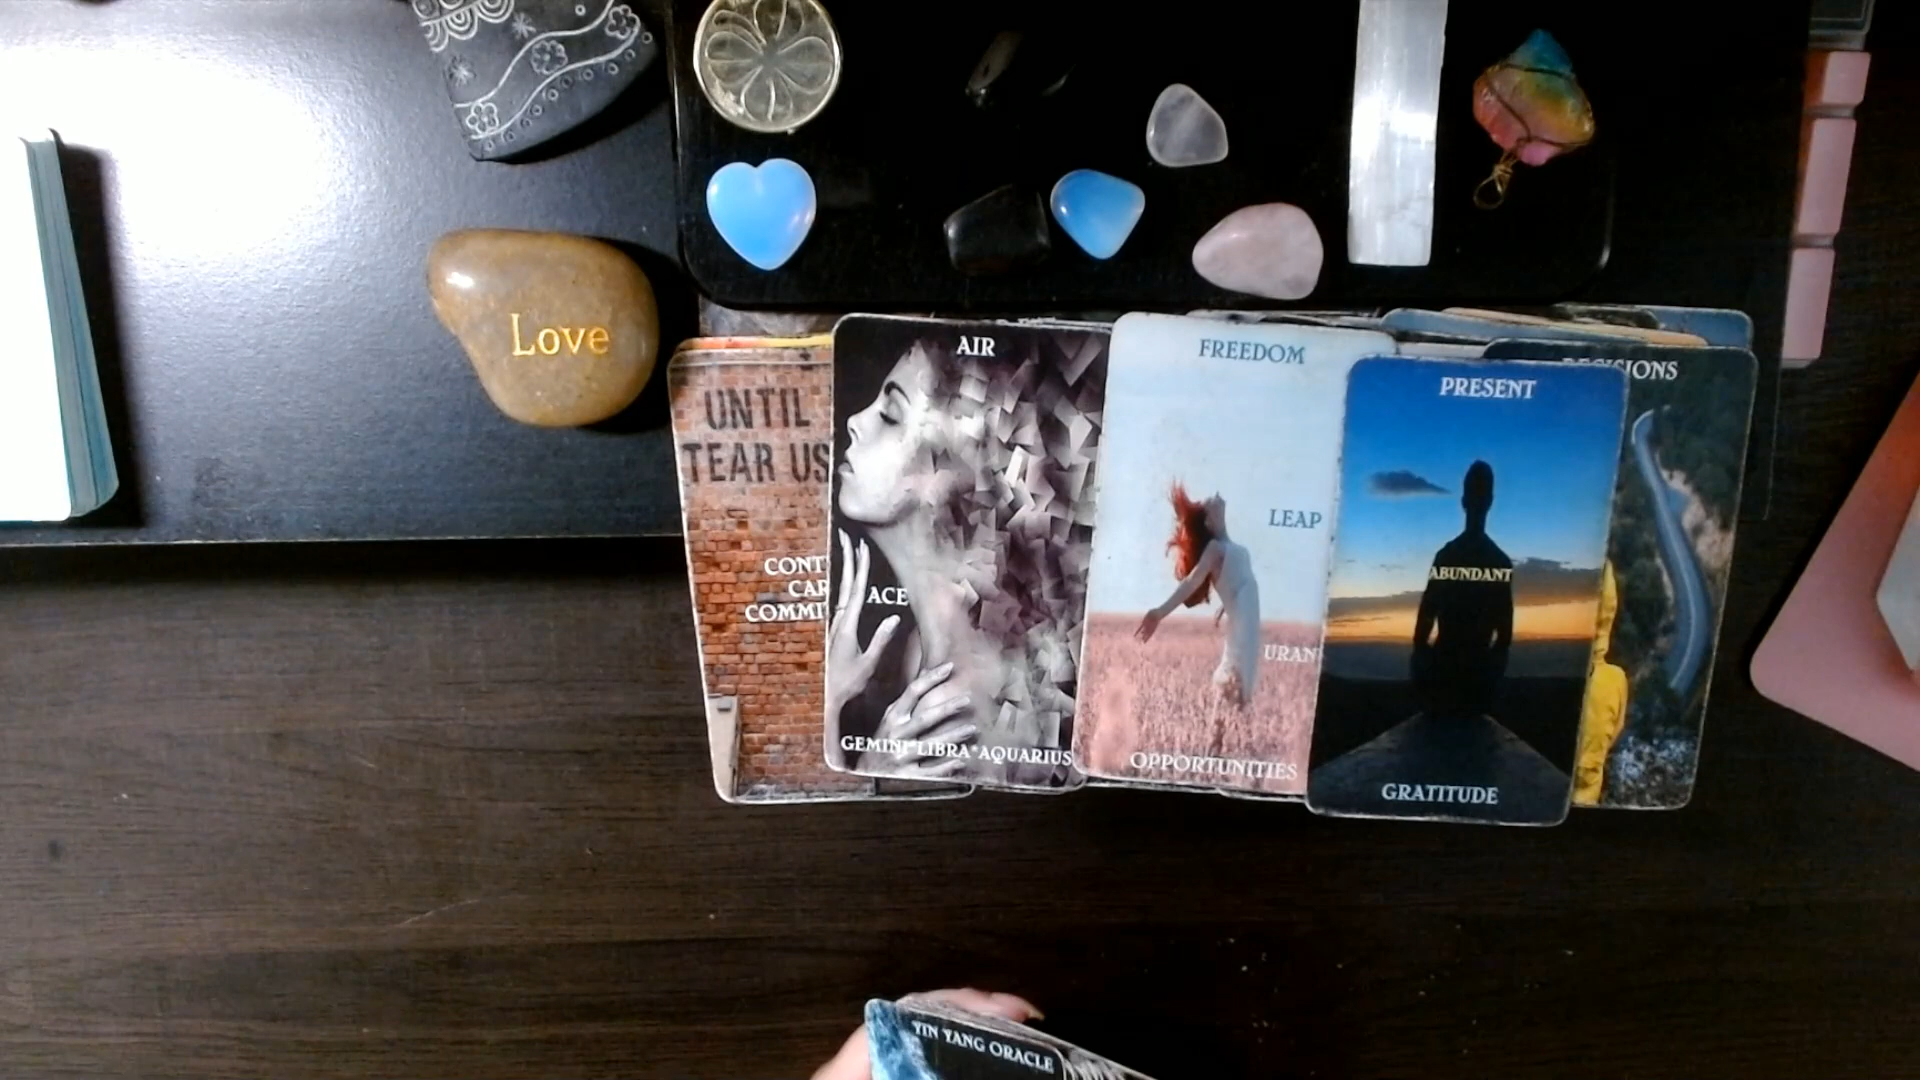 Love
UNTIL
TEAR US
CONT
CAR
COMMI
AIR
ACE
GEMINI*LIBRA*AQUARIUS
FREEDOM
LEAP
URAN
OPPORTUNITIES
PRESENT
ABUNDANT
GRATITUDE
DECISIONS
YIN YANG ORACLE